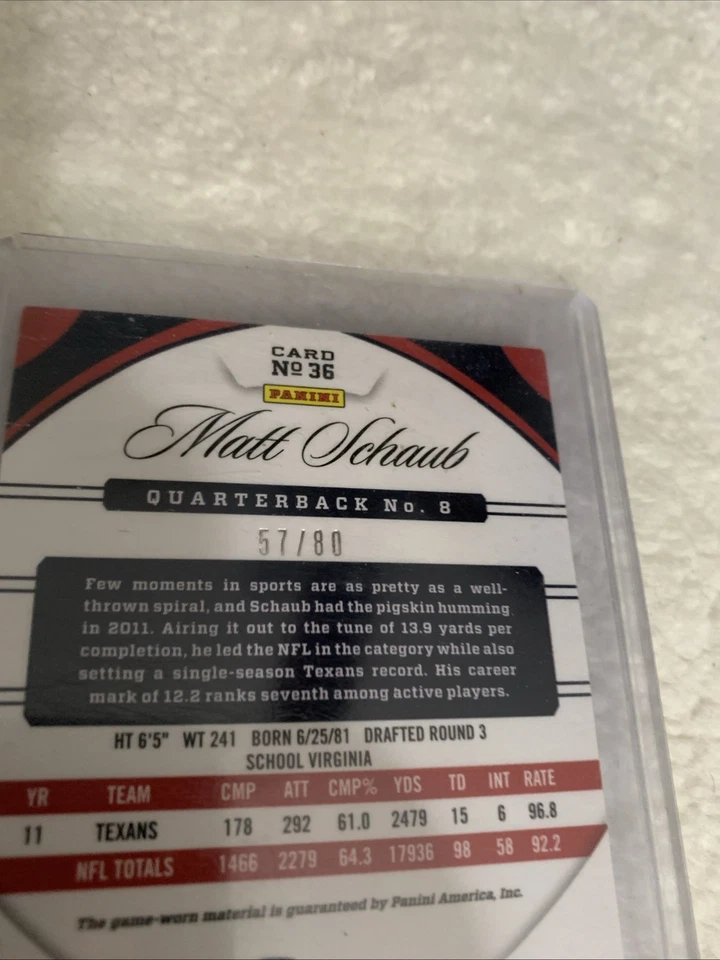 CARD
Nº 36
PANINI
Matt Schaub
QUARTERBACK No. 8
57/80
Few moments in sports are as pretty as a well-
thrown spiral, and Schaub had the pigskin humming
in 2011. Airing it out to the tune of 13.9 yards per
completion, he led the NFL in the category while also
setting a single-season Texans record. His career
mark of 12.2 ranks seventh among active players.
HT 6'5" WT 241 BORN 6/25/81 DRAFTED ROUND 3
SCHOOL VIRGINIA
YR TEAM CMP ATT CMP% YDS TD INT RATE
11 TEXANS 178 292 61.0 2479 15 6 96.8
NFL TOTALS 1466 2279 64.3 17936 98 58 92.2
The game-worn material is guaranteed by Panini America, Inc.